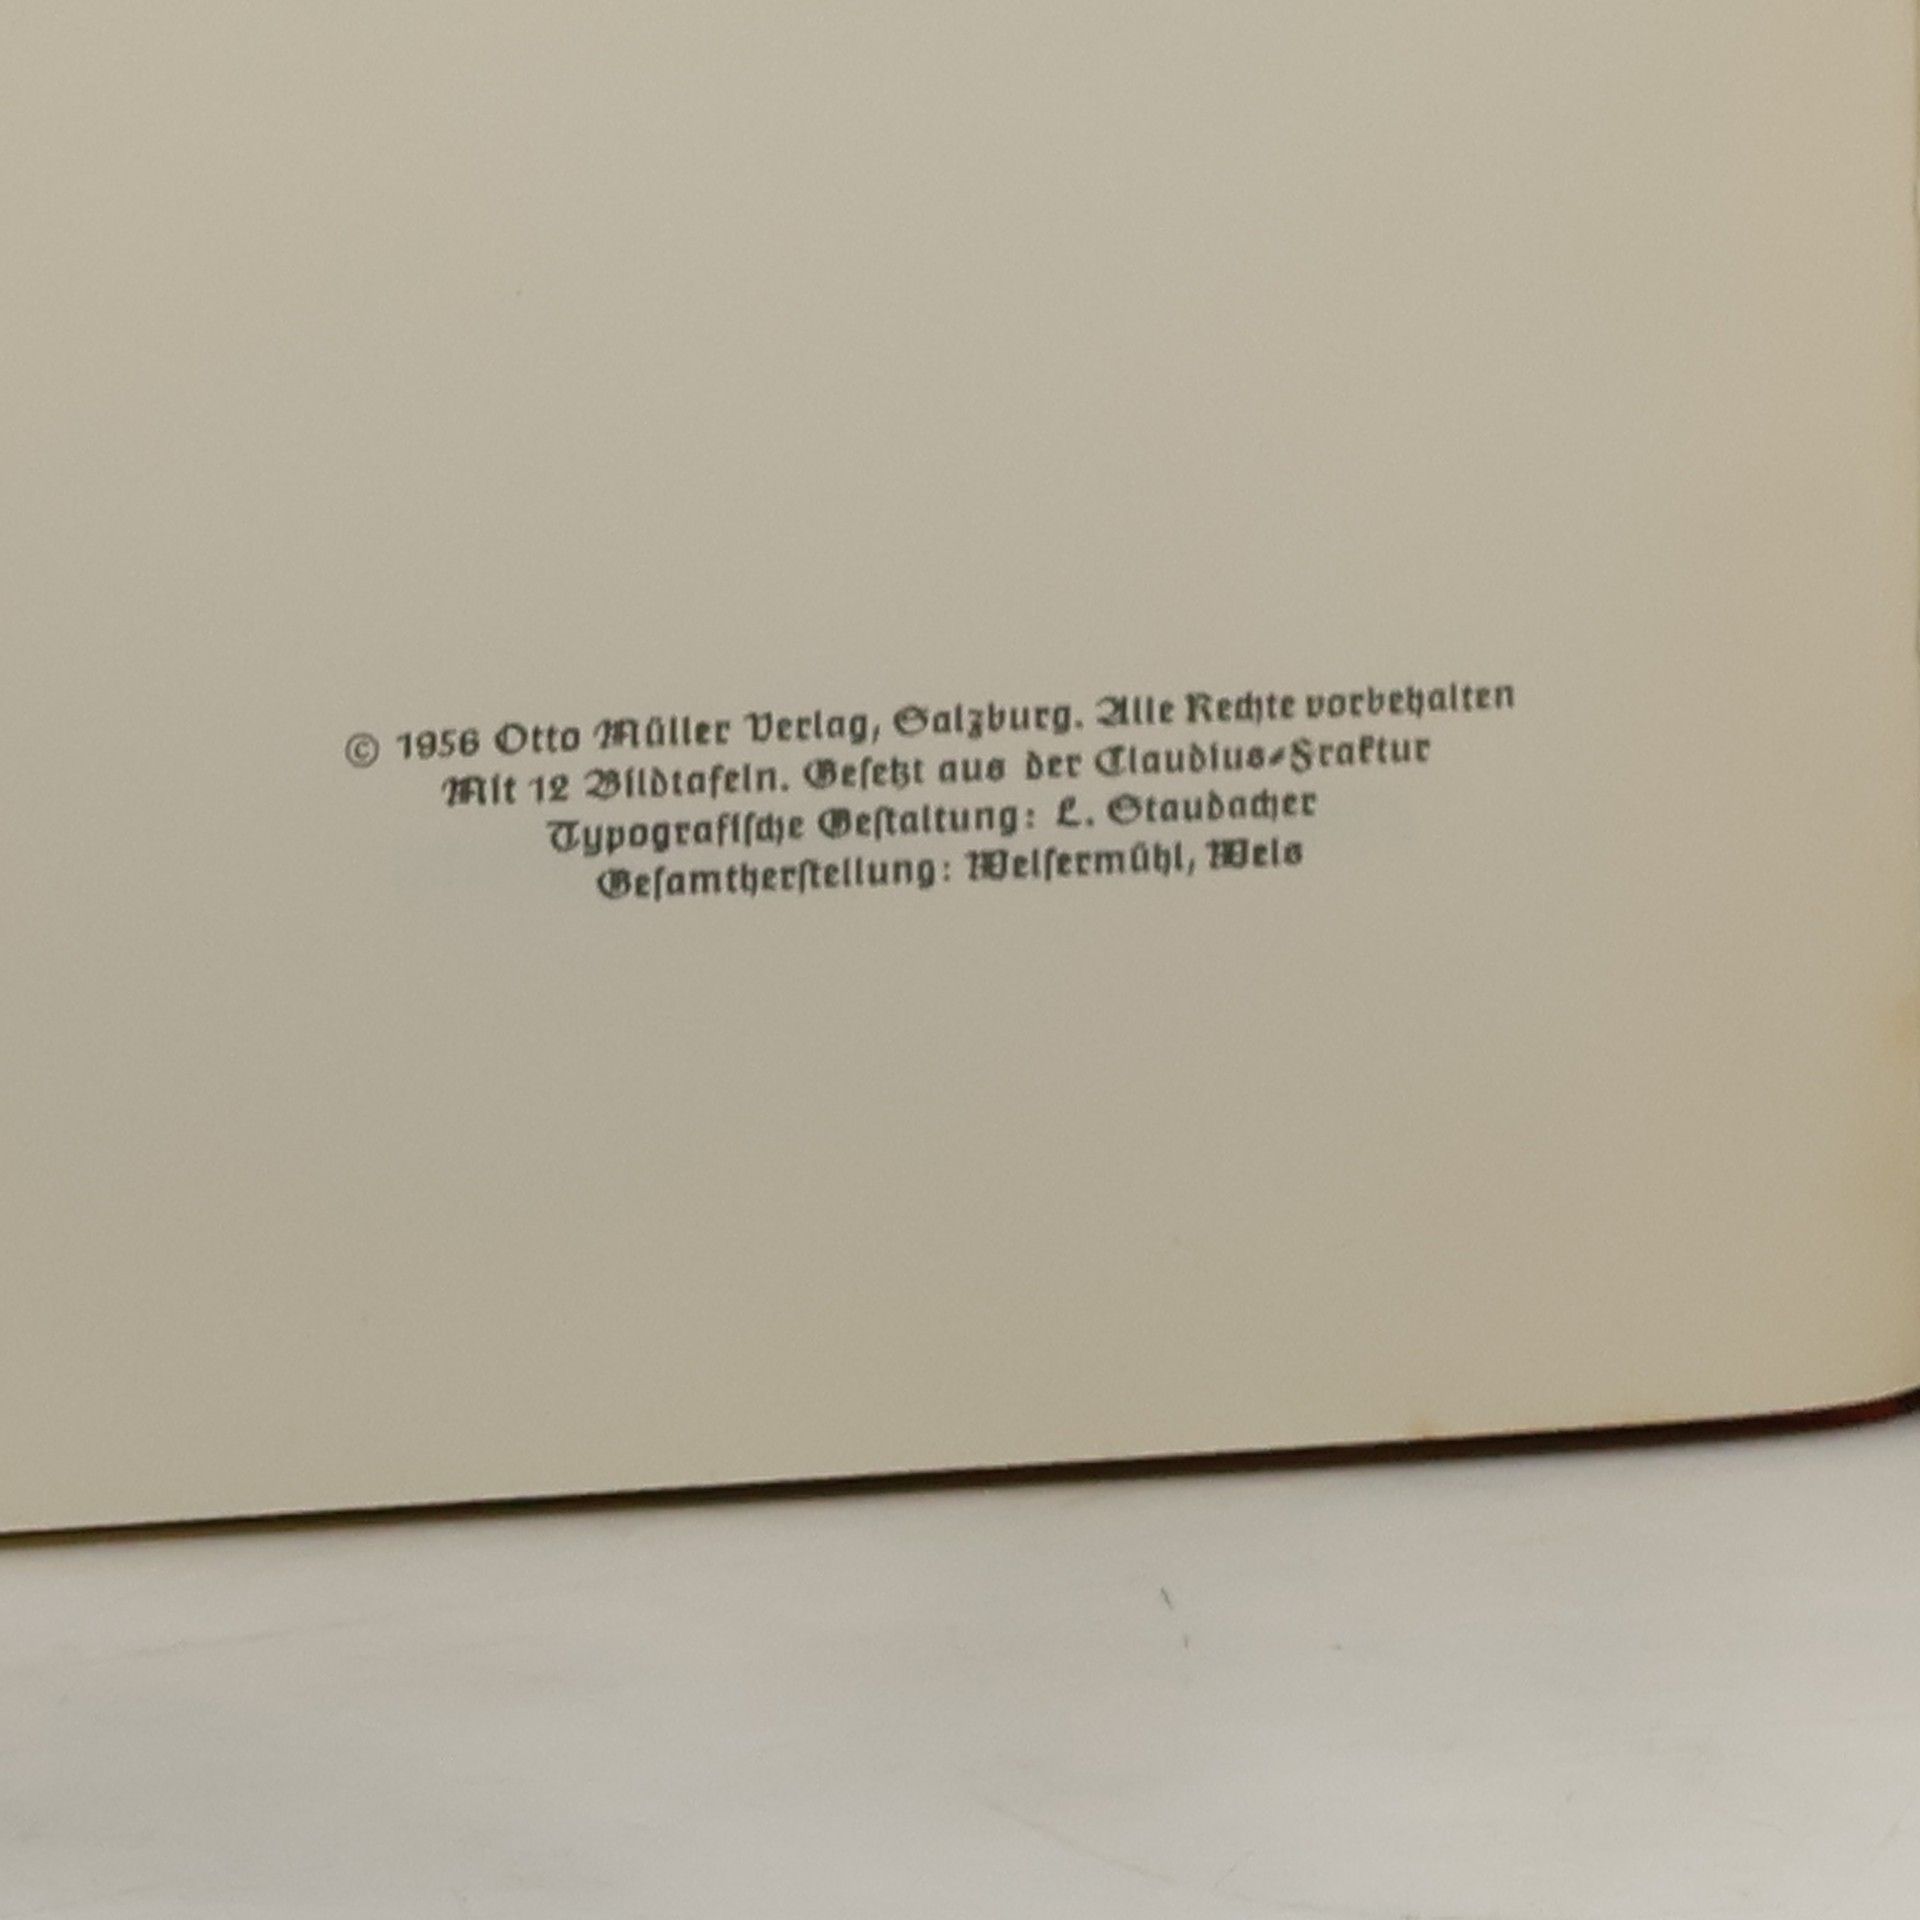 © 1956 Otto Müller Verlag, Salzburg. Alle Rechte vorbehalten
Mit 12 Bildtafeln. Geſetzt aus der Claudius-Fraktur
Typografiſche Geſtaltung: L. Staudacher
Geſamtherſtellung: Welſermühl, Wels